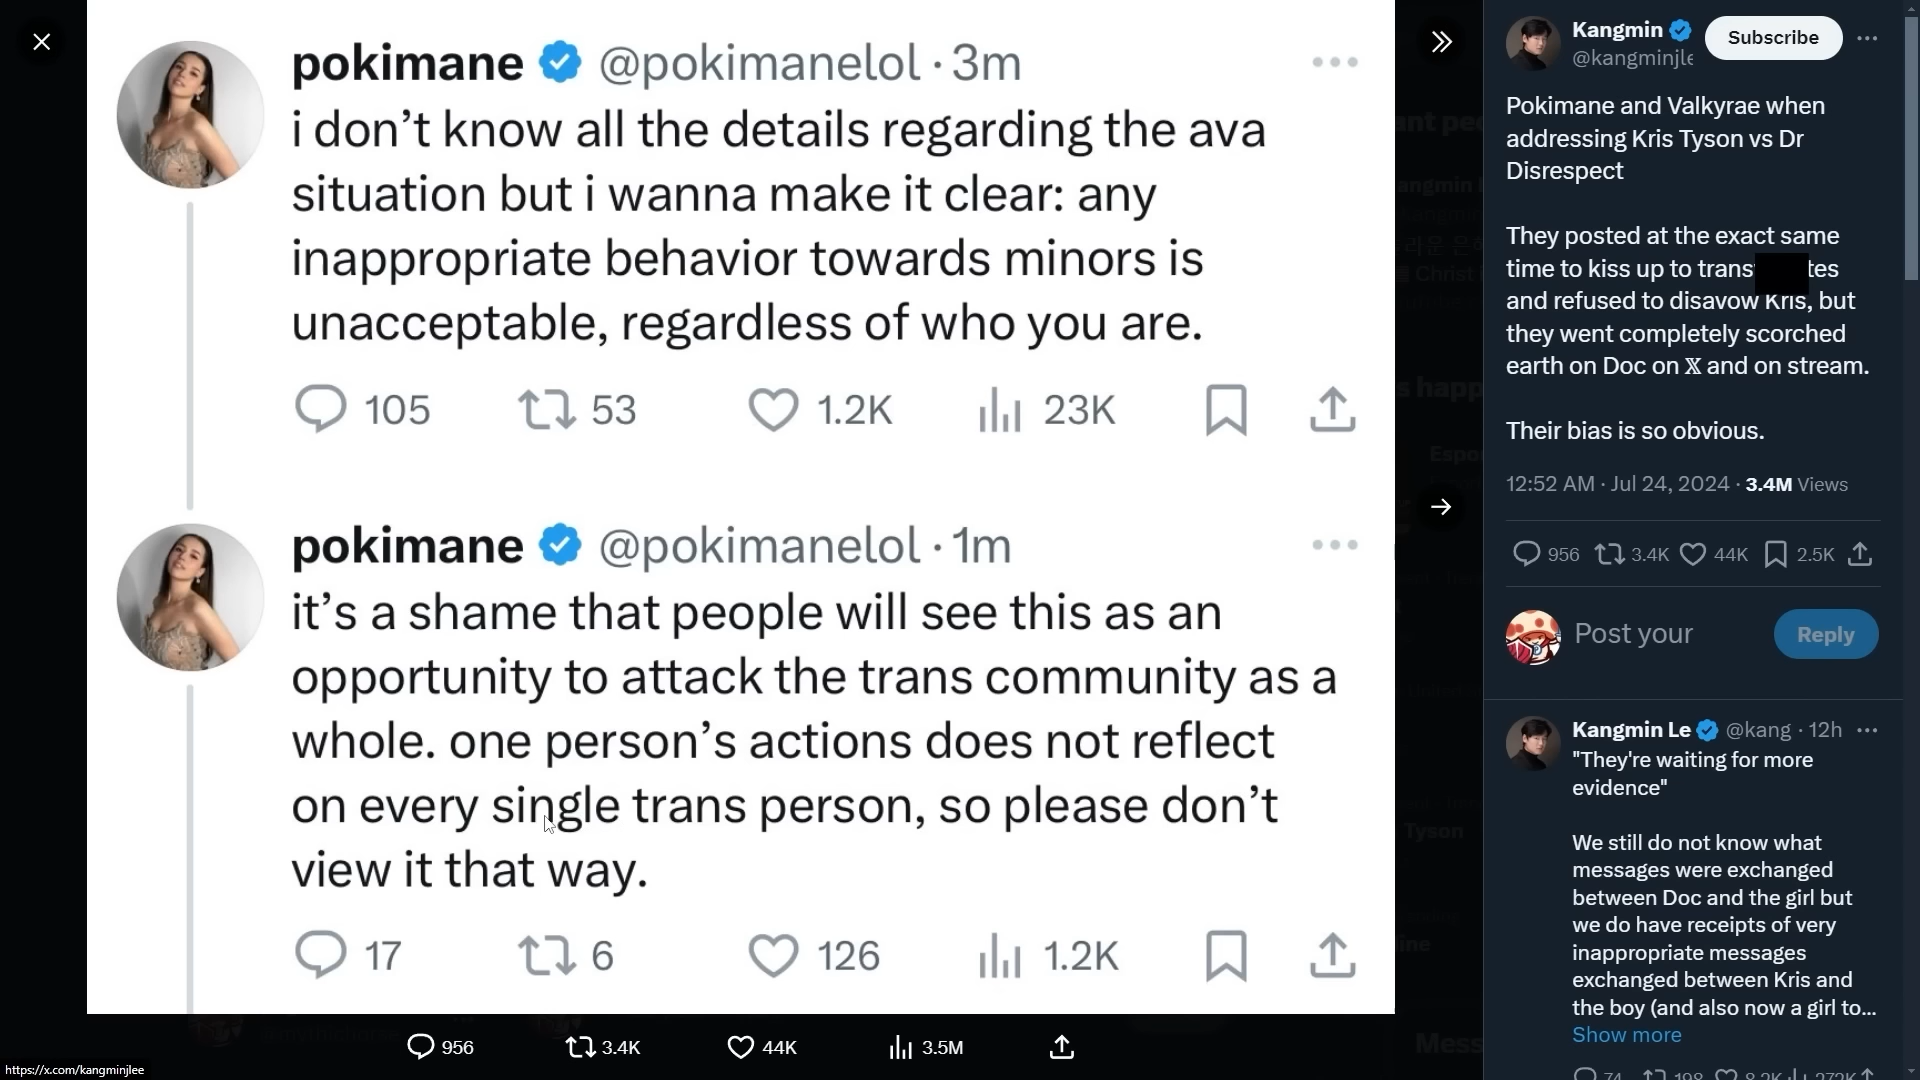 pokimane @pokimanelol · 3m
i don’t know all the details regarding the ava
situation but i wanna make it clear: any
inappropriate behavior towards minors is
unacceptable, regardless of who you are.
105 53 1.2K 23K
pokimane @pokimanelol · 1m
it’s a shame that people will see this as an
opportunity to attack the trans community as a
whole. one person’s actions does not reflect
on every single trans person, so please don’t
view it that way.
17 6 126 1.2K
956 3.4K 44K 3.5M
https://x.com/kangminjlee
Kangmin
@kangminjle
Subscribe
Pokimane and Valkyrae when
addressing Kris Tyson vs Dr
Disrespect
They posted at the exact same
time to kiss up to trans tes
and refused to disavow Kris, but
they went completely scorched
earth on Doc on 𝕏 and on stream.
Their bias is so obvious.
12:52 AM · Jul 24, 2024 · 3.4M Views
956 3.4K 44K 2.5K
Post your
Reply
Kangmin Le @kang · 12h
"They're waiting for more
evidence"
We still do not know what
messages were exchanged
between Doc and the girl but
we do have receipts of very
inappropriate messages
exchanged between Kris and
the boy (and also now a girl to...
Show more
74 198 8.2K 272K